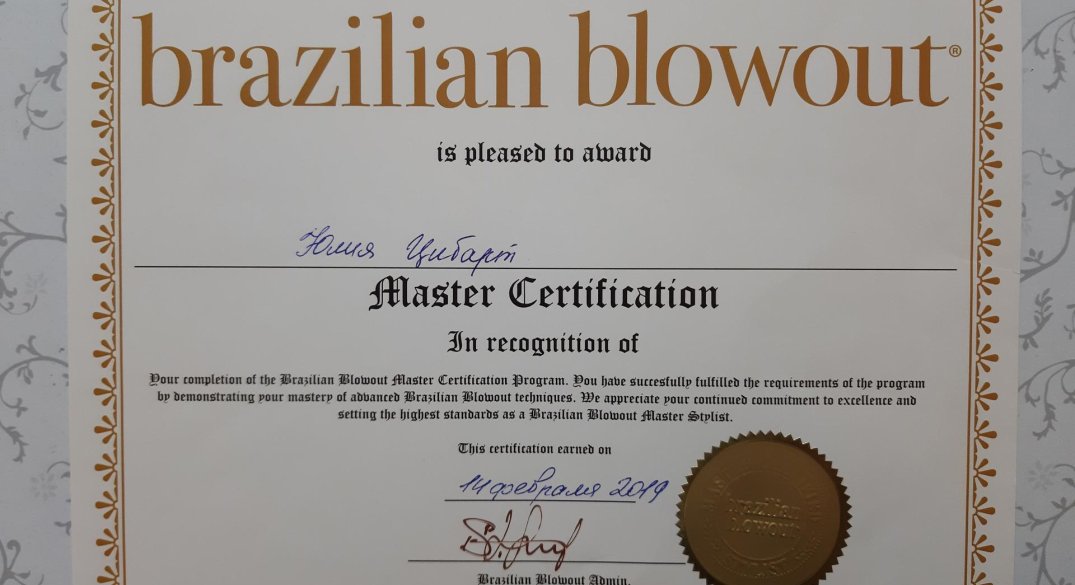 brazilian blowout®
is pleased to award
Юлия Цибарт
Master Certification
In recognition of
Your completion of the Brazilian Blowout Master Certification Program. You have succesfully fulfilled the requirements of the program
by demonstrating your mastery of advanced Brazilian Blowout techniques. We appreciate your continued commitment to excellence and
setting the highest standards as a Brazilian Blowout Master Stylist.
This certification earned on
14 февраля 2019
brazilian
blowout
Brazilian Blowout Admin.